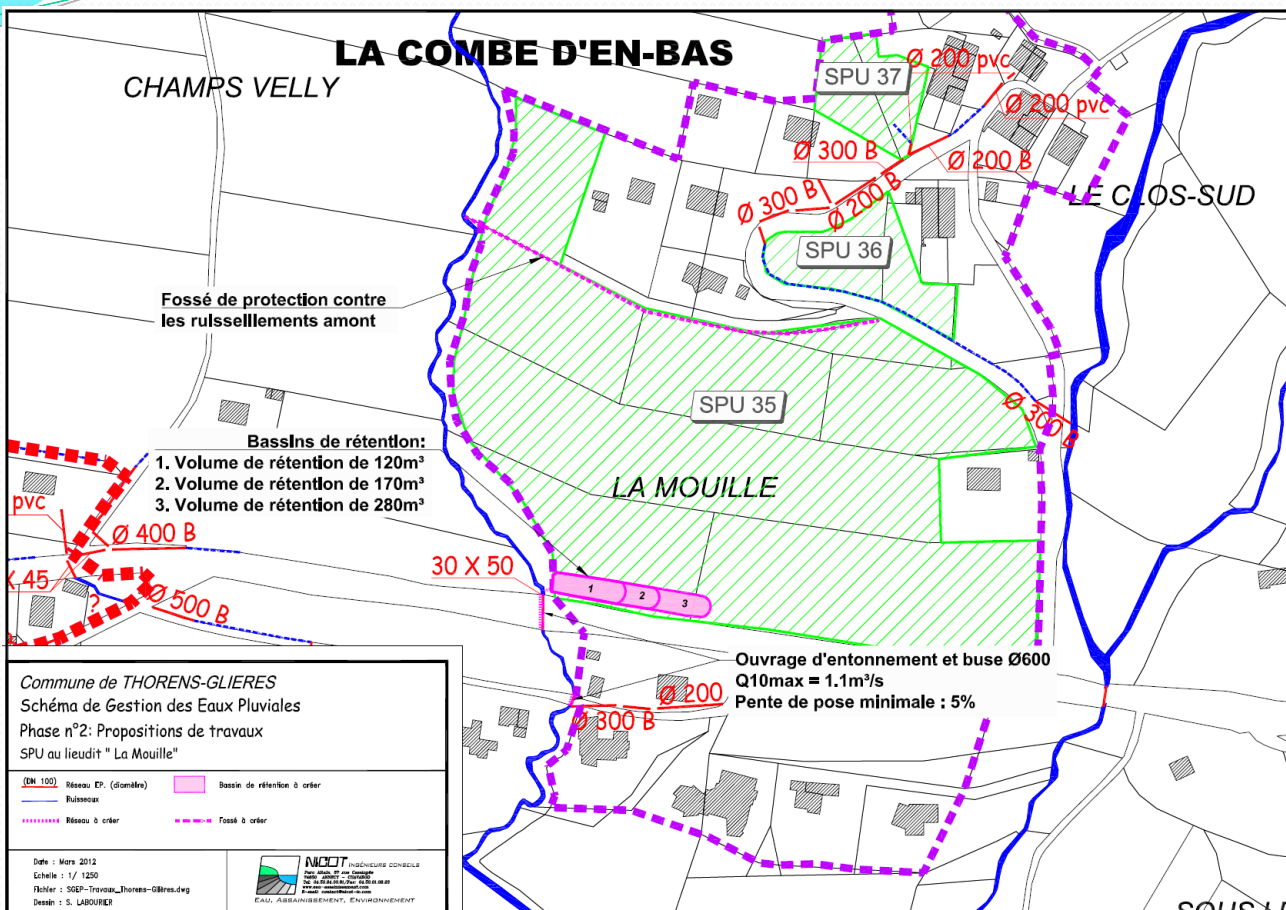 LA COMBE D'EN-BAS
CHAMPS VELLY
SPU 37
Ø 200 pvc
Ø 200 pvc
Ø 300 B
Ø 200 B
LE CLOS-SUD
Ø 300 B
Ø 200 B
SPU 36
Fossé de protection contre
les ruisselllements amont
SPU 35
Ø 300 B
Bassins de rétention:
1. Volume de rétention de 120m³
2. Volume de rétention de 170m³
3. Volume de rétention de 280m³
LA MOUILLE
pvc
Ø 400 B
X 45
30 X 50
1
2
3
?
Ø 500 B
Ouvrage d'entonnement et buse Ø600
Q10max = 1.1m³/s
Pente de pose minimale : 5%
Ø 200
Ø 300 B
Commune de THORENS-GLIERES
Schéma de Gestion des Eaux Pluviales
Phase n°2: Propositions de travaux
SPU au lieudit " La Mouille"
(DN 100) Réseau EP. (diamètre)
Bassin de rétention à créer
Ruisseaux
Réseau à créer
Fossé à créer
Date : Mars 2012
Echelle : 1/ 1250
Fichier : SGEP-Travaux_Thorens-Glières.dwg
Dessin : S. LABOURIER
NICOT INGÉNIEURS CONSEILS
EAU, ASSAINISSEMENT, ENVIRONNEMENT